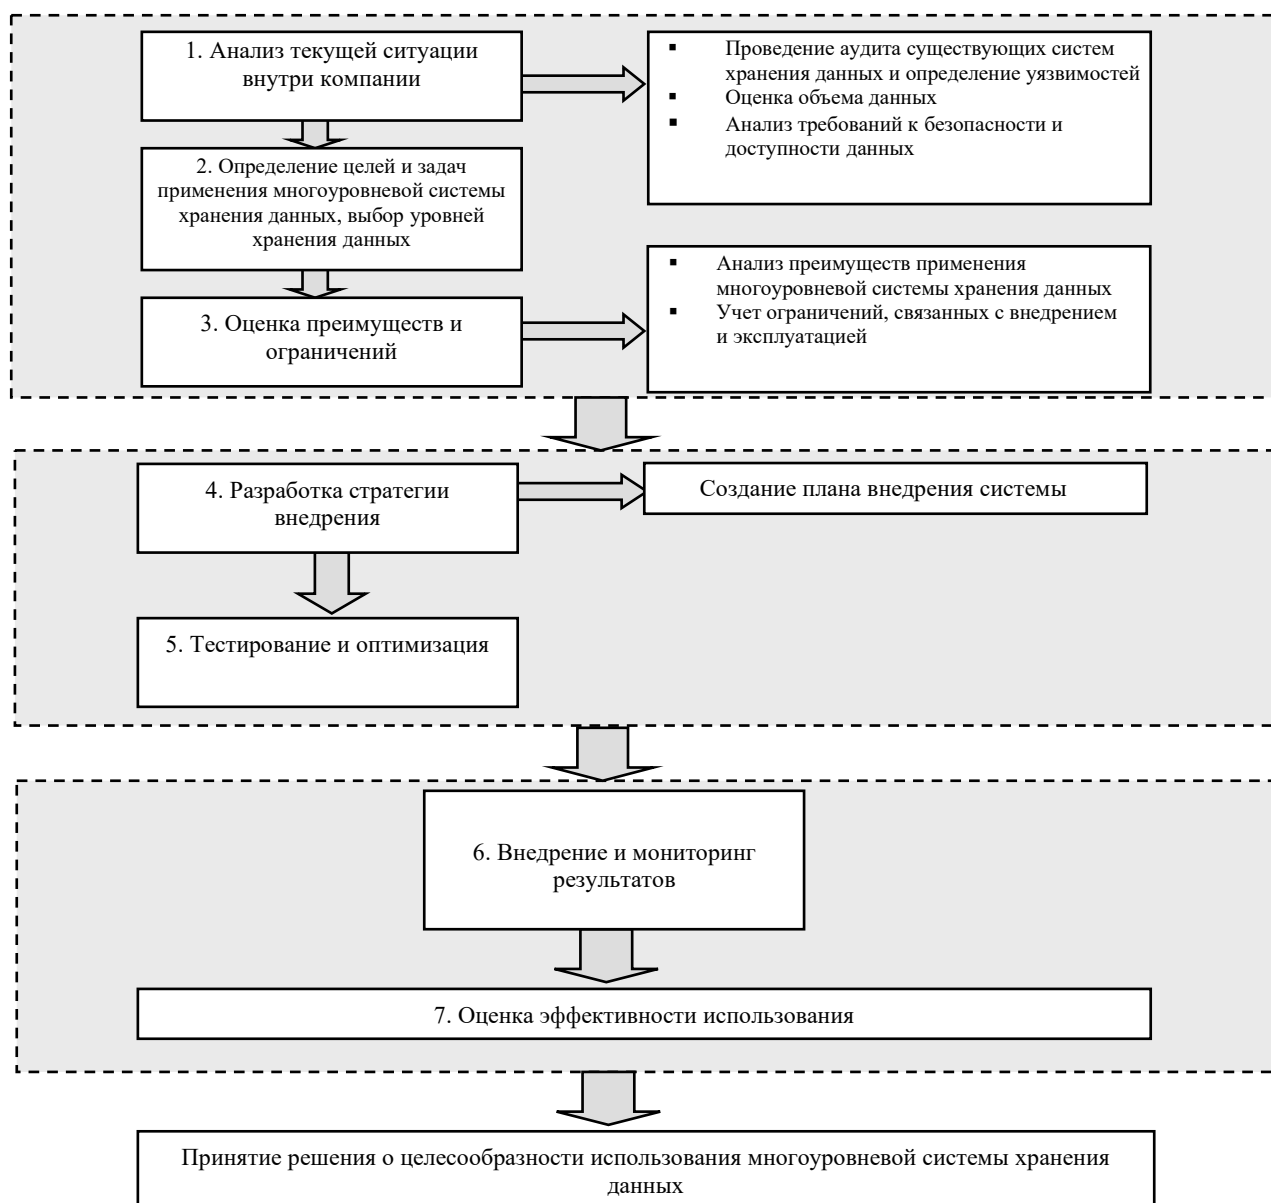 1. Анализ текущей ситуации
внутри компании
▪ Проведение аудита существующих систем
хранения данных и определение уязвимостей
▪ Оценка объема данных
▪ Анализ требований к безопасности и
доступности данных
2. Определение целей и задач
применения многоуровневой системы
хранения данных, выбор уровней
хранения данных
3. Оценка преимуществ и
ограничений
▪ Анализ преимуществ применения
многоуровневой системы хранения данных
▪ Учет ограничений, связанных с внедрением
и эксплуатацией
4. Разработка стратегии
внедрения
Создание плана внедрения системы
5. Тестирование и оптимизация
6. Внедрение и мониторинг
результатов
7. Оценка эффективности использования
Принятие решения о целесообразности использования многоуровневой системы хранения
данных